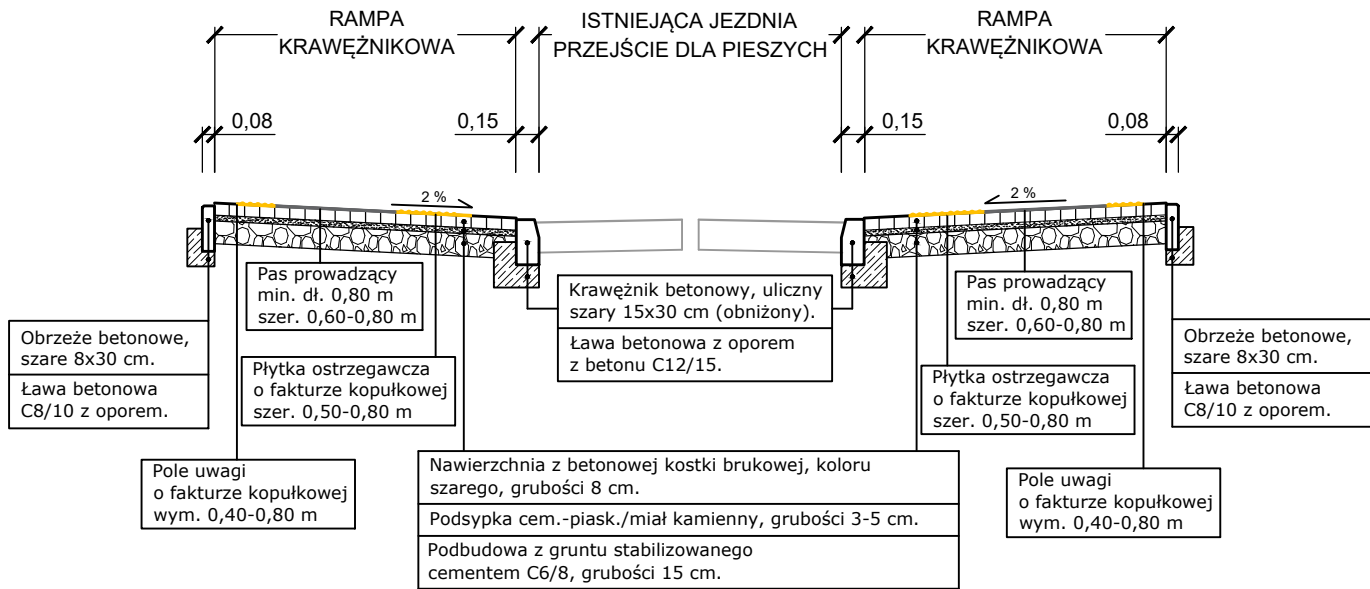 RAMPA
KRAWĘŻNIKOWA
ISTNIEJĄCA JEZDNIA
PRZEJŚCIE DLA PIESZYCH
RAMPA
KRAWĘŻNIKOWA
0,08
0,15
0,15
0,08
2 %
2 %
Pas prowadzący
min. dł. 0,80 m
szer. 0,60-0,80 m
Krawężnik betonowy, uliczny
szary 15x30 cm (obniżony).
Ława betonowa z oporem
z betonu C12/15.
Pas prowadzący
min. dł. 0,80 m
szer. 0,60-0,80 m
Obrzeże betonowe,
szare 8x30 cm.
Ława betonowa
C8/10 z oporem.
Płytka ostrzegawcza
o fakturze kopułkowej
szer. 0,50-0,80 m
Płytka ostrzegawcza
o fakturze kopułkowej
szer. 0,50-0,80 m
Obrzeże betonowe,
szare 8x30 cm.
Ława betonowa
C8/10 z oporem.
Pole uwagi
o fakturze kopułkowej
wym. 0,40-0,80 m
Nawierzchnia z betonowej kostki brukowej, koloru
szarego, grubości 8 cm.
Podsypka cem.-piask./miał kamienny, grubości 3-5 cm.
Podbudowa z gruntu stabilizowanego
cementem C6/8, grubości 15 cm.
Pole uwagi
o fakturze kopułkowej
wym. 0,40-0,80 m